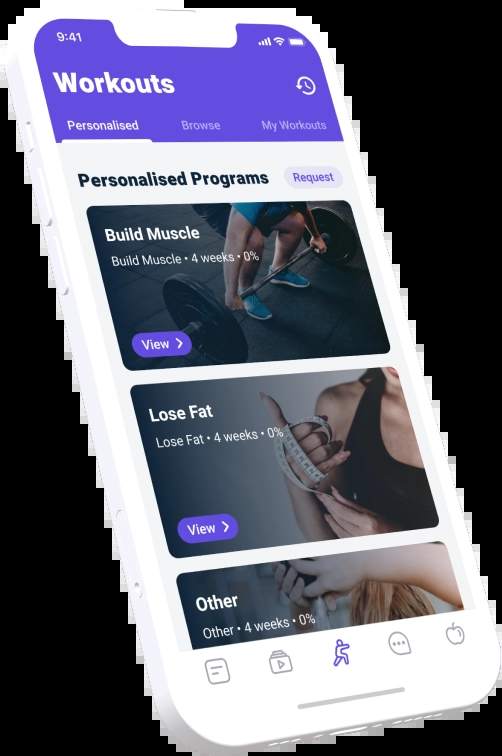 9:41
Workouts
Personalised Browse My Workouts
Personalised Programs Request
Build Muscle
Build Muscle • 4 weeks • 0%
View
Lose Fat
Lose Fat • 4 weeks • 0%
View
Other
Other • 4 weeks • 0%